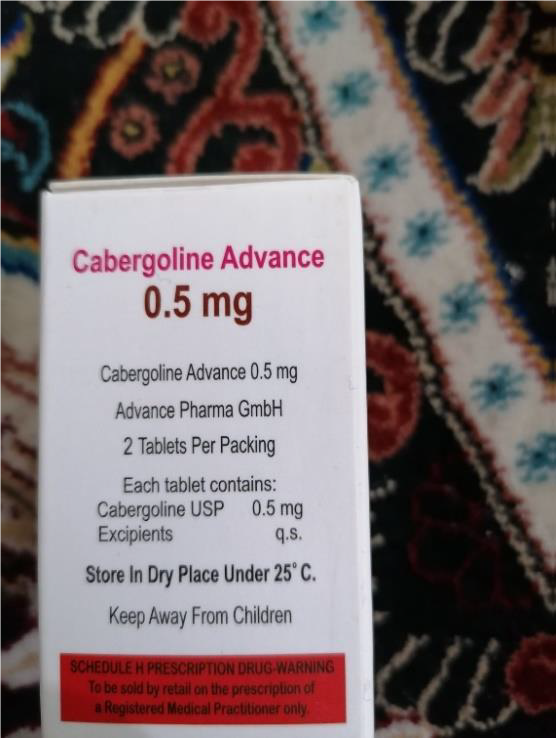 Cabergoline Advance
0.5 mg
Cabergoline Advance 0.5 mg
Advance Pharma GmbH
2 Tablets Per Packing
Each tablet contains:
Cabergoline USP 0.5 mg
Excipients q.s.
Store In Dry Place Under 25° C.
Keep Away From Children
SCHEDULE H PRESCRIPTION DRUG-WARNING
To be sold by retail on the prescription of
a Registered Medical Practitioner only.